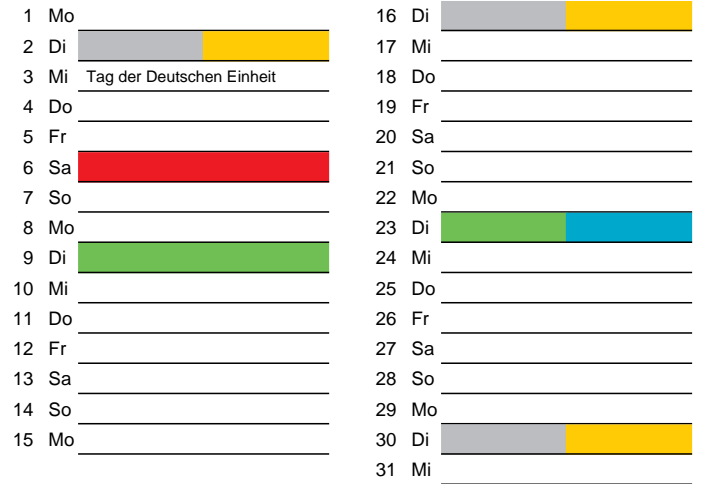 1 Mo
2 Di
3 Mi Tag der Deutschen Einheit
4 Do
5 Fr
6 Sa
7 So
8 Mo
9 Di
10 Mi
11 Do
12 Fr
13 Sa
14 So
15 Mo
16 Di
17 Mi
18 Do
19 Fr
20 Sa
21 So
22 Mo
23 Di
24 Mi
25 Do
26 Fr
27 Sa
28 So
29 Mo
30 Di
31 Mi